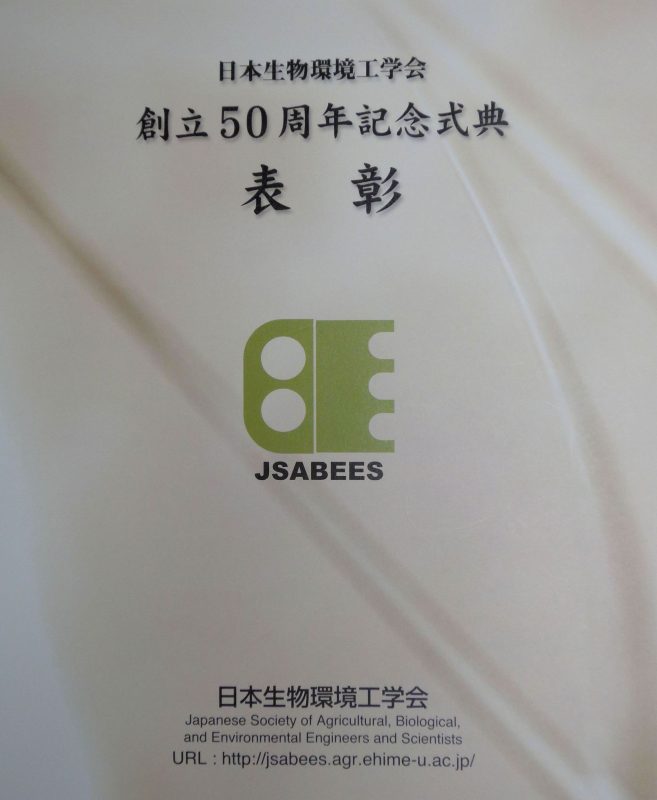 日本生物環境工学会
創立50周年記念式典
表 彰
JSABEES
日本生物環境工学会
Japanese Society of Agricultural, Biological,
and Environmental Engineers and Scientists
URL : http://jsabees.agr.ehime-u.ac.jp/